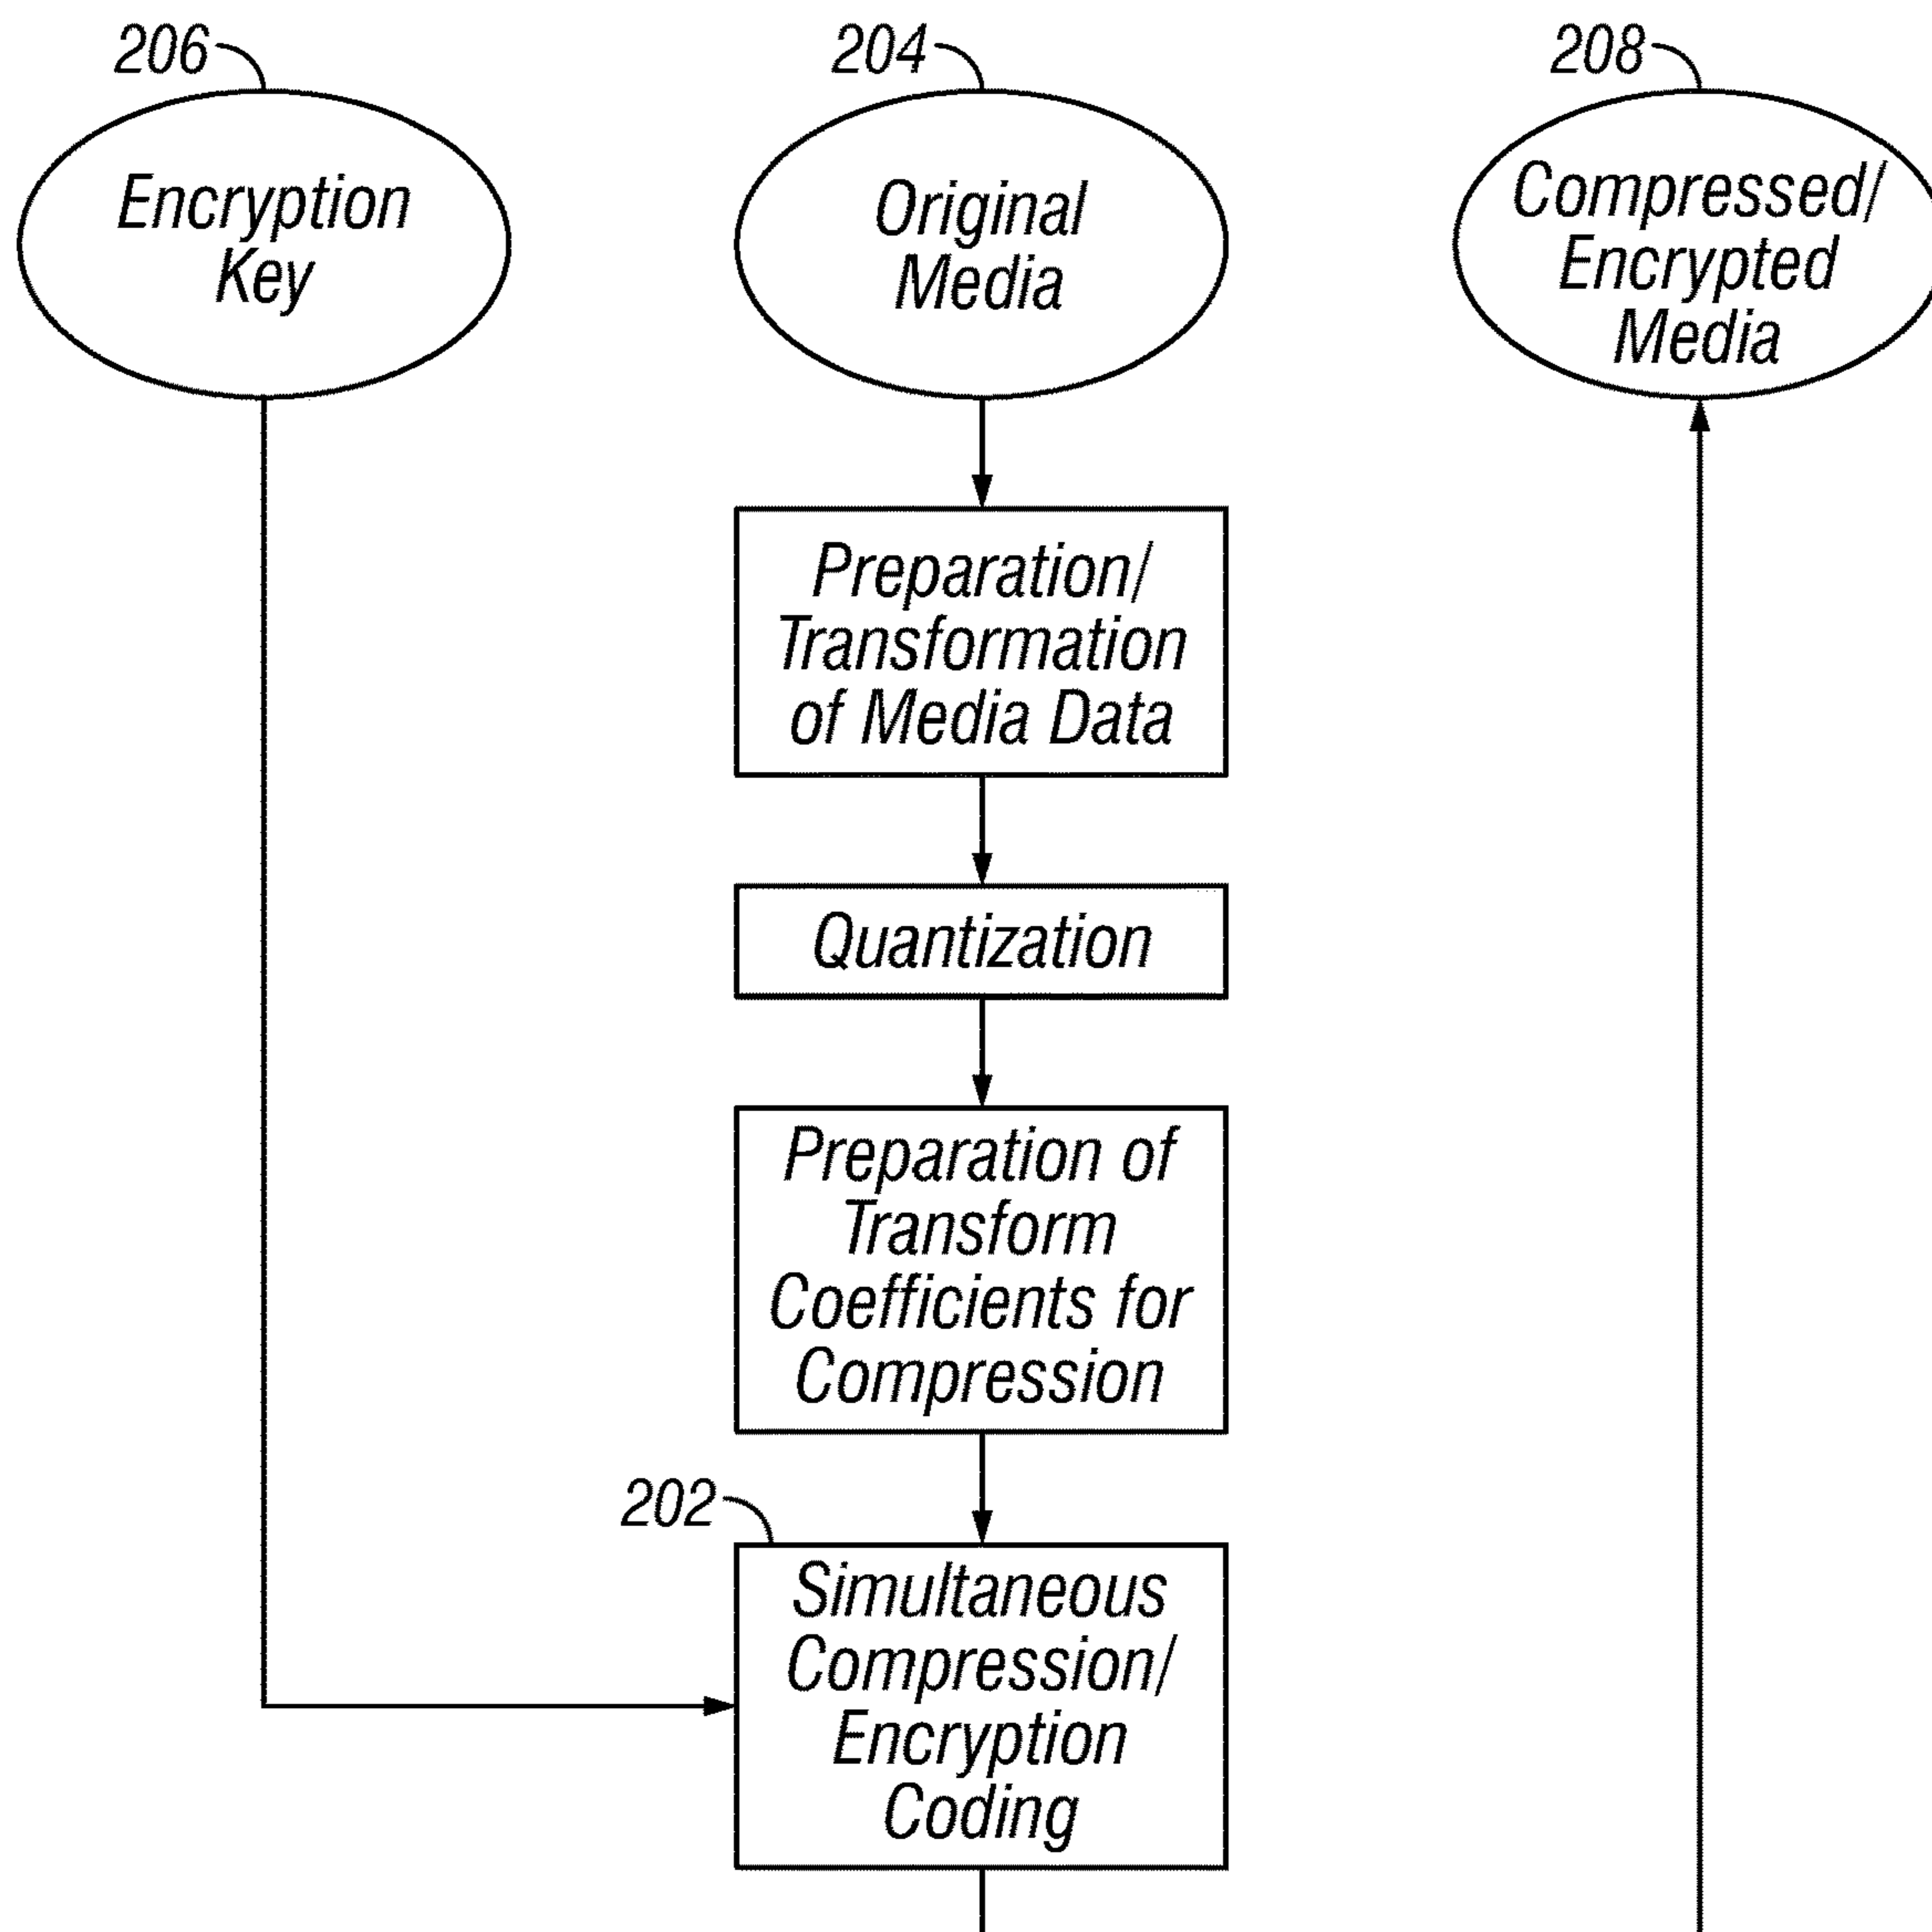 206
204
208
Encryption
Key
Original
Media
Compressed/
Encrypted
Media
Preparation/
Transformation
of Media Data
Quantization
Preparation of
Transform
Coefficients for
Compression
202
Simultaneous
Compression/
Encryption
Coding